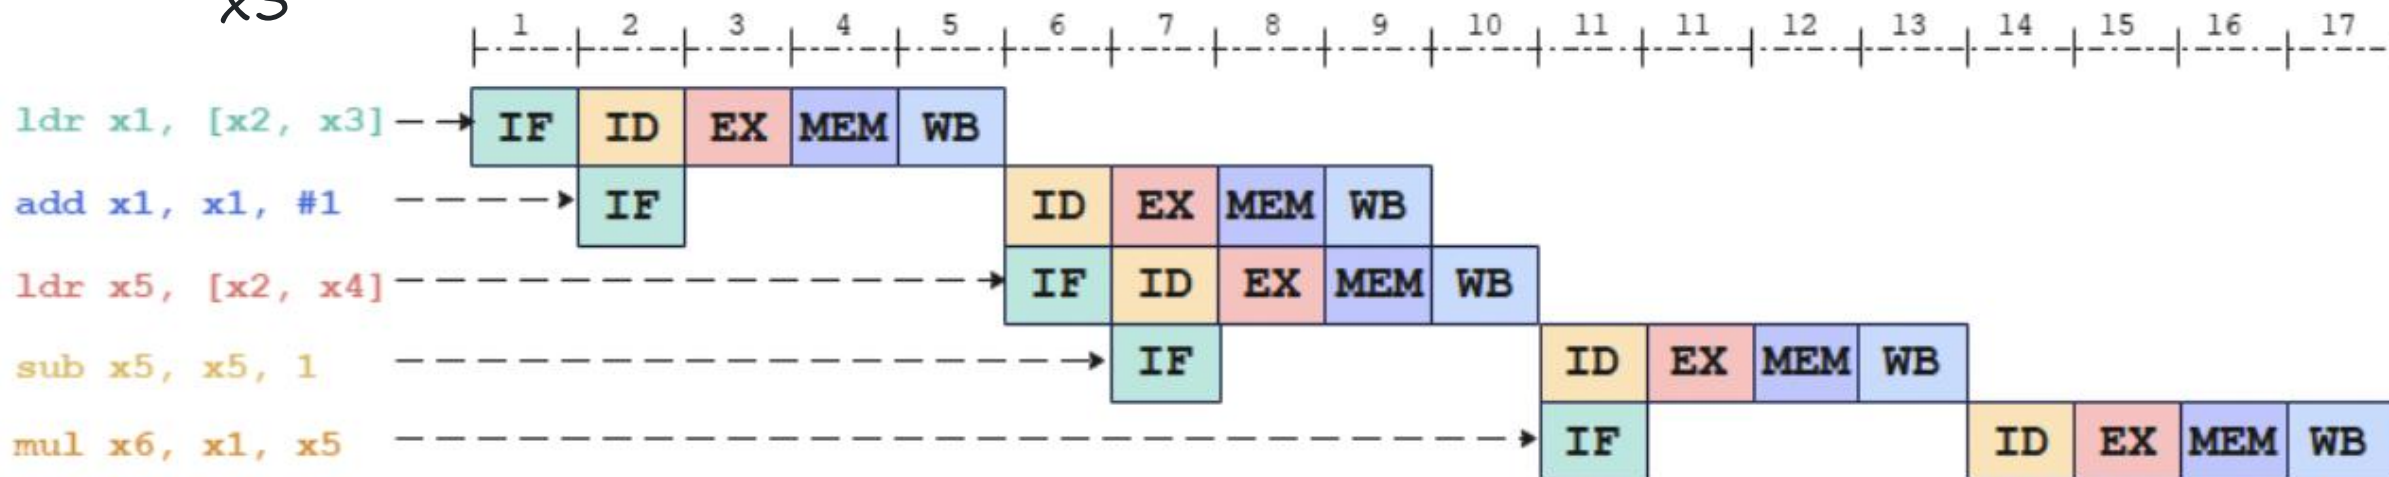 x3
1 2 3 4 5 6 7 8 9 10 11 11 12 13 14 15 16 17
ldr x1, [x2, x3] IF ID EX MEM WB
add x1, x1, #1 IF ID EX MEM WB
ldr x5, [x2, x4] IF ID EX MEM WB
sub x5, x5, 1 IF ID EX MEM WB
mul x6, x1, x5 IF ID EX MEM WB